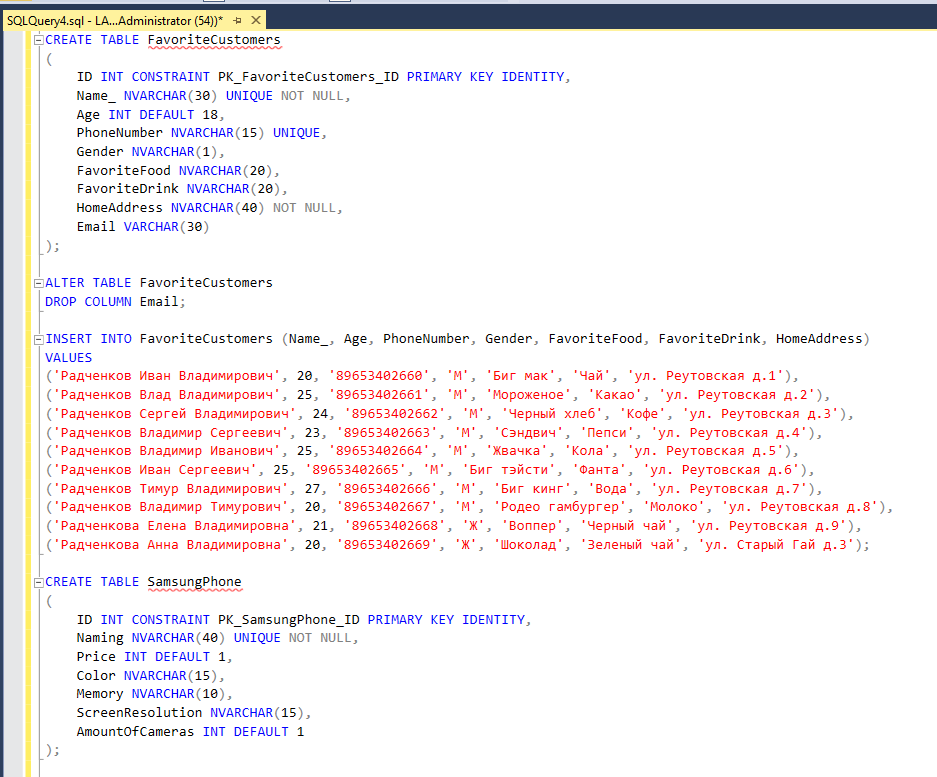 SQLQuery4.sql - LA...Administrator (54))*
CREATE TABLE FavoriteCustomers
(
ID INT CONSTRAINT PK_FavoriteCustomers_ID PRIMARY KEY IDENTITY,
Name_ NVARCHAR(30) UNIQUE NOT NULL,
Age INT DEFAULT 18,
PhoneNumber NVARCHAR(15) UNIQUE,
Gender NVARCHAR(1),
FavoriteFood NVARCHAR(20),
FavoriteDrink NVARCHAR(20),
HomeAddress NVARCHAR(40) NOT NULL,
Email VARCHAR(30)
);
ALTER TABLE FavoriteCustomers
DROP COLUMN Email;
INSERT INTO FavoriteCustomers (Name_, Age, PhoneNumber, Gender, FavoriteFood, FavoriteDrink, HomeAddress)
VALUES
('Радченков Иван Владимирович', 20, '89653402660', 'М', 'Биг мак', 'Чай', 'ул. Реутовская д.1'),
('Радченков Влад Владимирович', 25, '89653402661', 'М', 'Мороженое', 'Какао', 'ул. Реутовская д.2'),
('Радченков Сергей Владимирович', 24, '89653402662', 'М', 'Черный хлеб', 'Кофе', 'ул. Реутовская д.3'),
('Радченков Владимир Сергеевич', 23, '89653402663', 'М', 'Сэндвич', 'Пепси', 'ул. Реутовская д.4'),
('Радченков Владимир Иванович', 25, '89653402664', 'М', 'Жвачка', 'Кола', 'ул. Реутовская д.5'),
('Радченков Иван Сергеевич', 25, '89653402665', 'М', 'Биг тэйсти', 'Фанта', 'ул. Реутовская д.6'),
('Радченков Тимур Владимирович', 27, '89653402666', 'М', 'Биг кинг', 'Вода', 'ул. Реутовская д.7'),
('Радченков Владимир Тимурович', 20, '89653402667', 'М', 'Родео гамбургер', 'Молоко', 'ул. Реутовская д.8'),
('Радченкова Елена Владимировна', 21, '89653402668', 'Ж', 'Воппер', 'Черный чай', 'ул. Реутовская д.9'),
('Радченкова Анна Владимировна', 20, '89653402669', 'Ж', 'Шоколад', 'Зеленый чай', 'ул. Старый Гай д.3');
CREATE TABLE SamsungPhone
(
ID INT CONSTRAINT PK_SamsungPhone_ID PRIMARY KEY IDENTITY,
Naming NVARCHAR(40) UNIQUE NOT NULL,
Price INT DEFAULT 1,
Color NVARCHAR(15),
Memory NVARCHAR(10),
ScreenResolution NVARCHAR(15),
AmountOfCameras INT DEFAULT 1
);